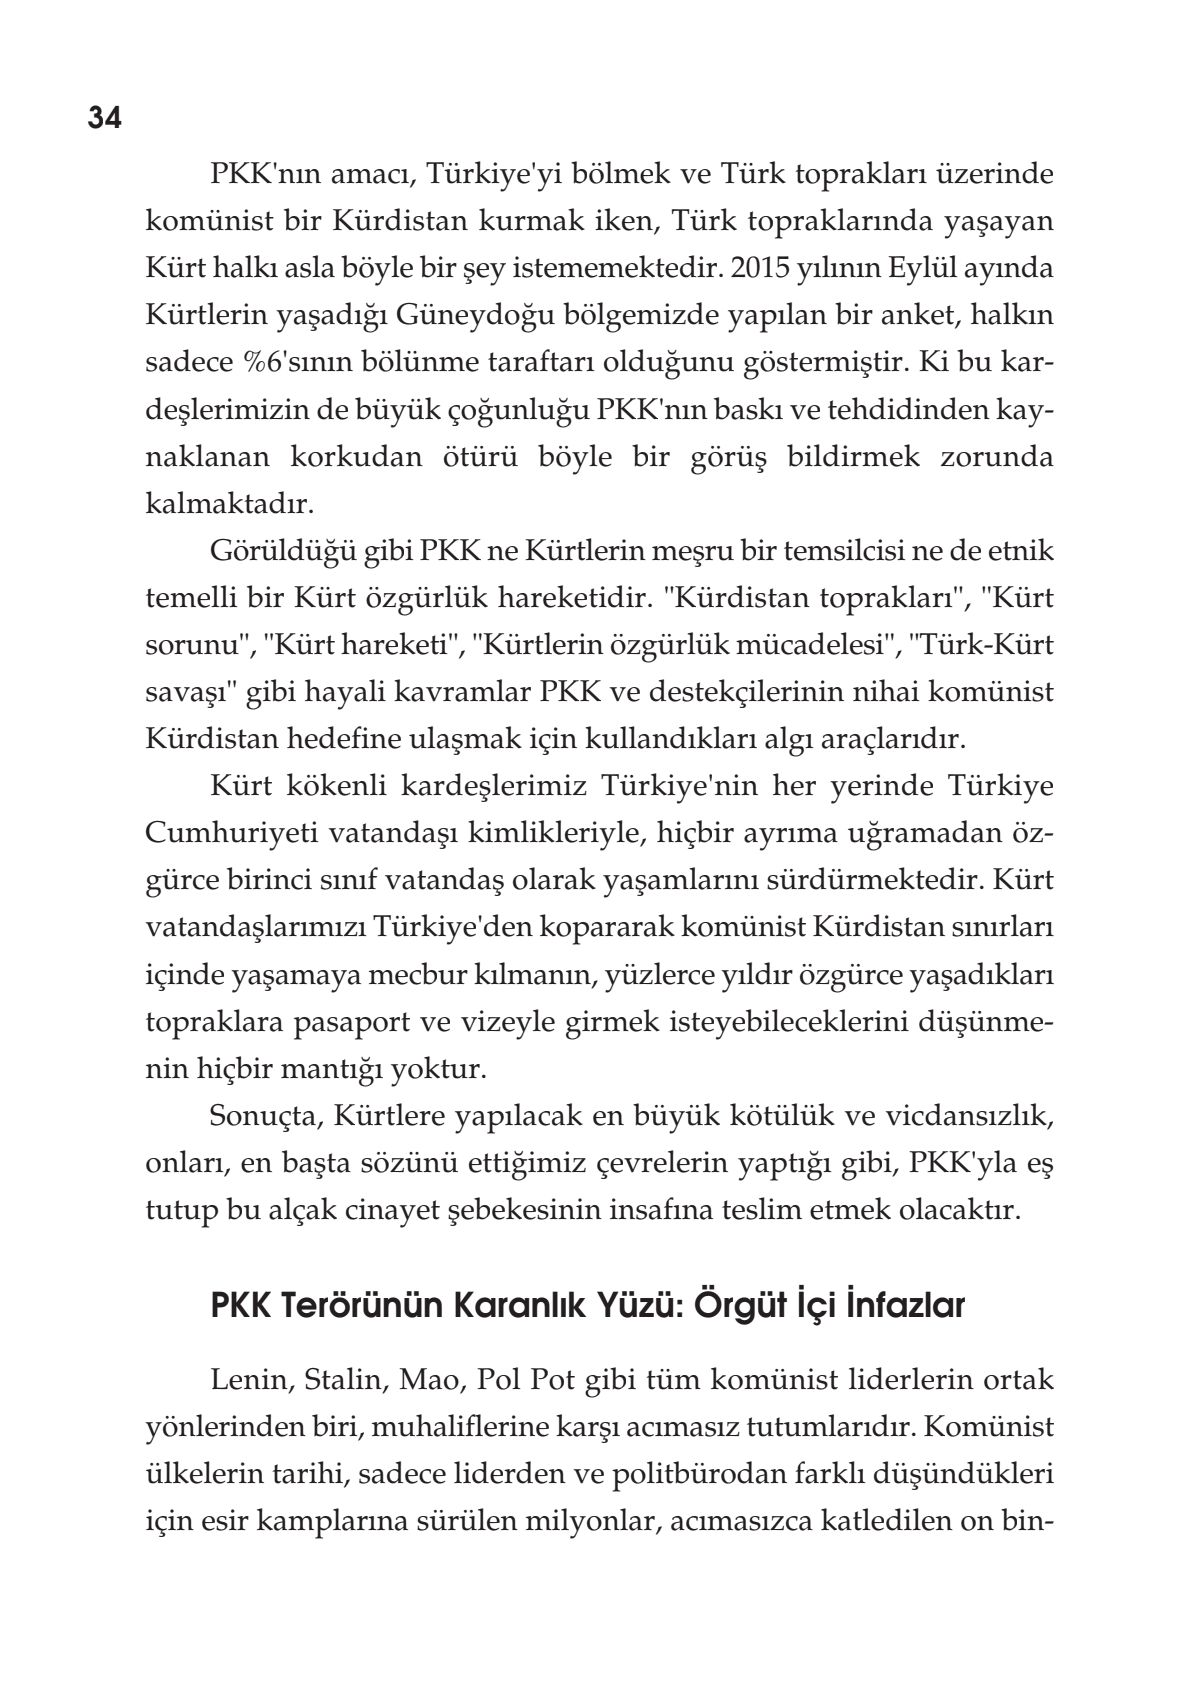 34
PKK'nın amacı, Türkiye'yi bölmek ve Türk toprakları üzerinde
komünist bir Kürdistan kurmak iken, Türk topraklarında yaşayan
Kürt halkı asla böyle bir şey istememektedir. 2015 yılının Eylül ayında
Kürtlerin yaşadığı Güneydoğu bölgemizde yapılan bir anket, halkın
sadece %6'sının bölünme taraftarı olduğunu göstermiştir. Ki bu kar-
deşlerimizin de büyük çoğunluğu PKK'nın baskı ve tehdidinden kay-
naklanan korkudan ötürü böyle bir görüş bildirmek zorunda
kalmaktadır.
Görüldüğü gibi PKK ne Kürtlerin meşru bir temsilcisi ne de etnik
temelli bir Kürt özgürlük hareketidir. "Kürdistan toprakları", "Kürt
sorunu", "Kürt hareketi", "Kürtlerin özgürlük mücadelesi", "Türk-Kürt
savaşı" gibi hayali kavramlar PKK ve destekçilerinin nihai komünist
Kürdistan hedefine ulaşmak için kullandıkları algı araçlarıdır.
Kürt kökenli kardeşlerimiz Türkiye'nin her yerinde Türkiye
Cumhuriyeti vatandaşı kimlikleriyle, hiçbir ayrıma uğramadan öz-
gürce birinci sınıf vatandaş olarak yaşamlarını sürdürmektedir. Kürt
vatandaşlarımızı Türkiye'den kopararak komünist Kürdistan sınırları
içinde yaşamaya mecbur kılmanın, yüzlerce yıldır özgürce yaşadıkları
topraklara pasaport ve vizeyle girmek isteyebileceklerini düşünme-
nin hiçbir mantığı yoktur.
Sonuçta, Kürtlere yapılacak en büyük kötülük ve vicdansızlık,
onları, en başta sözünü ettiğimiz çevrelerin yaptığı gibi, PKK'yla eş
tutup bu alçak cinayet şebekesinin insafına teslim etmek olacaktır.
PKK Terörünün Karanlık Yüzü: Örgüt İçi İnfazlar
Lenin, Stalin, Mao, Pol Pot gibi tüm komünist liderlerin ortak
yönlerinden biri, muhaliflerine karşı acımasız tutumlarıdır. Komünist
ülkelerin tarihi, sadece liderden ve politbürodan farklı düşündükleri
için esir kamplarına sürülen milyonlar, acımasızca katledilen on bin-